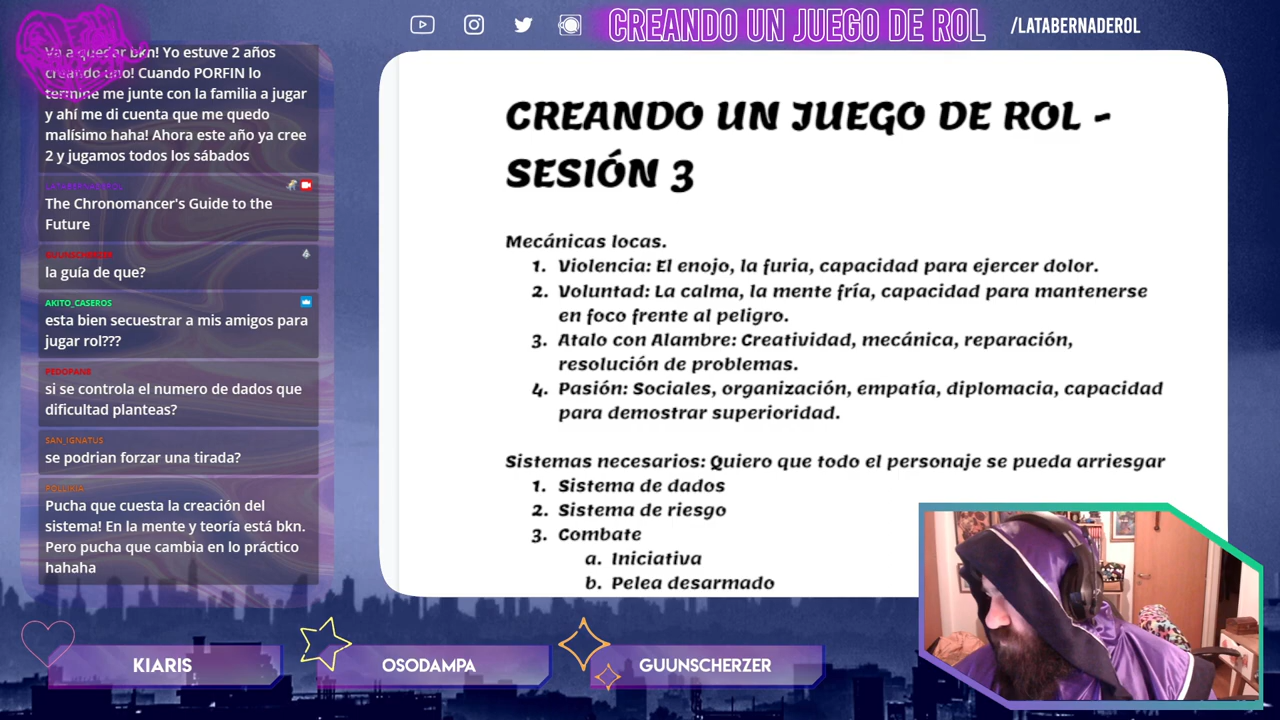 CREANDO UN JUEGO DE ROL
/LATABERNADEROL
Ya a quedar bkn! Yo estuve 2 años
creando uno! Cuando PORFIN lo
termine me junte con la familia a jugar
y ahí me di cuenta que me quedo
malísimo haha! Ahora este año ya cree
2 y jugamos todos los sábados
LATABERNADEROL
The Chronomancer's Guide to the
Future
GUUNSCHERZER
la guía de que?
AKITO_CASEROS
esta bien secuestrar a mis amigos para
jugar rol???
FEDOPANE
si se controla el numero de dados que
dificultad planteas?
SAN_IGNATUS
se podrian forzar una tirada?
Pucha que cuesta la creación del
sistema! En la mente y teoría está bkn.
Pero pucha que cambia en lo práctico
hahaha
CREANDO UN JUEGO DE ROL -
SESIÓN 3
Mecánicas locas.
1. Violencia: El enojo, la furia, capacidad para ejercer dolor.
2. Voluntad: La calma, la mente fría, capacidad para mantenerse
en foco frente al peligro.
3. Atalo con Alambre: Creatividad, mecánica, reparación,
resolución de problemas.
4. Pasión: Sociales, organización, empatía, diplomacia, capacidad
para demostrar superioridad.
Sistemas necesarios: Quiero que todo el personaje se pueda arriesgar
1. Sistema de dados
2. Sistema de riesgo
3. Combate
a. Iniciativa
b. Pelea desarmado
KIARIS
OSODAMPA
GUUNSCHERZER